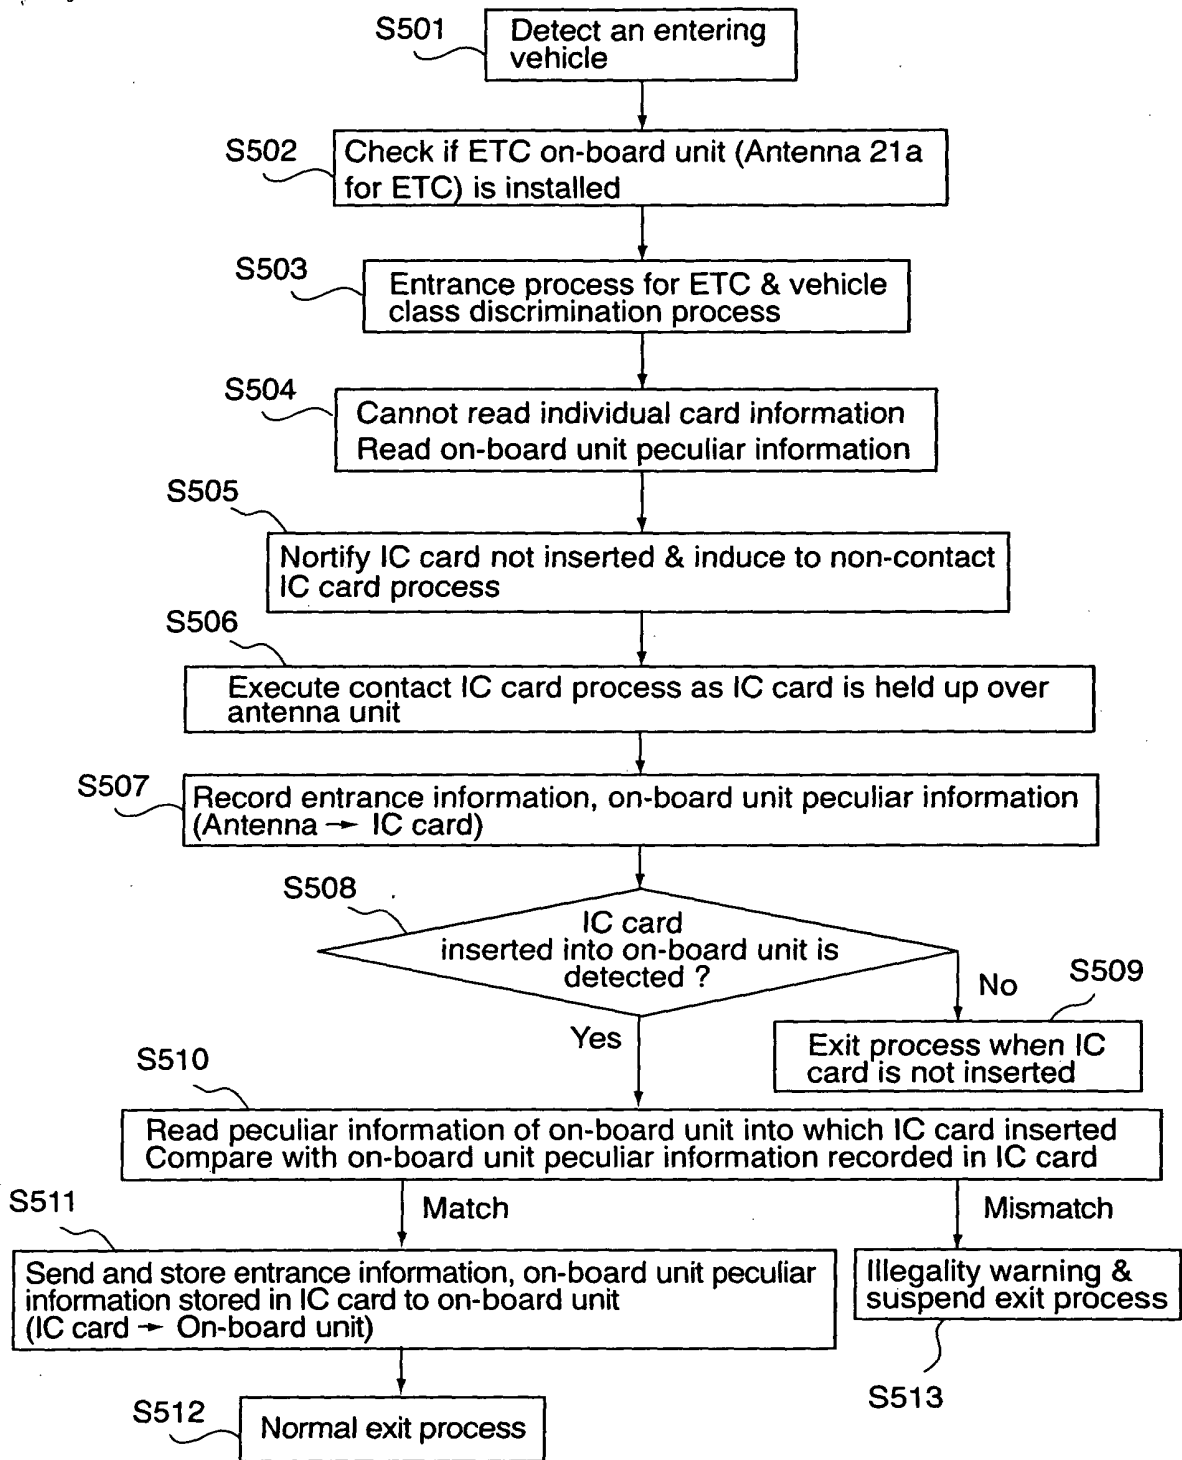 S501
Detect an entering
vehicle
S502
Check if ETC on-board unit (Antenna 21a
for ETC) is installed
S503
Entrance process for ETC & vehicle
class discrimination process
S504
Cannot read individual card information
Read on-board unit peculiar information
S505
Nortify IC card not inserted & induce to non-contact
IC card process
S506
Execute contact IC card process as IC card is held up over
antenna unit
S507
Record entrance information, on-board unit peculiar information
(Antenna → IC card)
S508
IC card
inserted into on-board unit is
detected ?
No
S509
Yes
Exit process when IC
card is not inserted
S510
Read peculiar information of on-board unit into which IC card inserted
Compare with on-board unit peculiar information recorded in IC card
S511
Match
Mismatch
Send and store entrance information, on-board unit peculiar
information stored in IC card to on-board unit
(IC card → On-board unit)
Illegality warning &
suspend exit process
S513
S512
Normal exit process